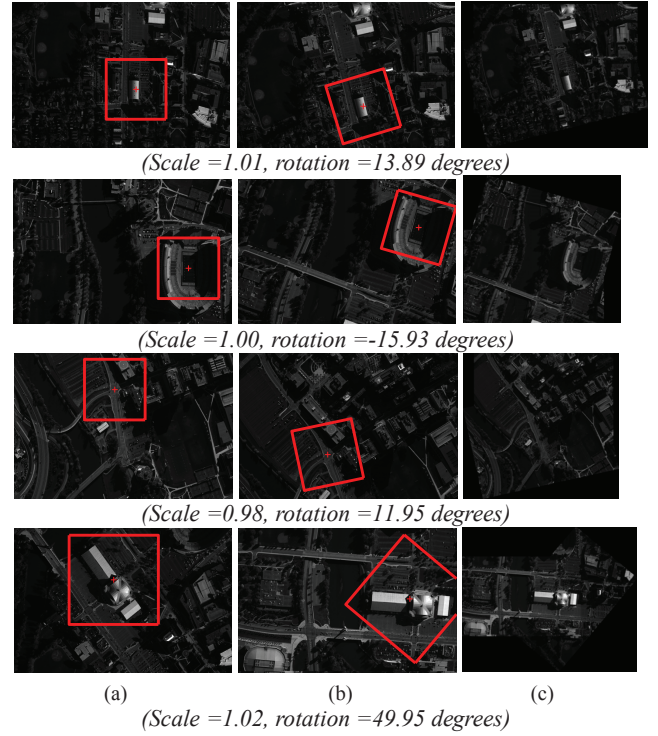 (Scale =1.01, rotation =13.89 degrees)
(Scale =1.00, rotation =-15.93 degrees)
(Scale =0.98, rotation =11.95 degrees)
(a) (b) (c)
(Scale =1.02, rotation =49.95 degrees)